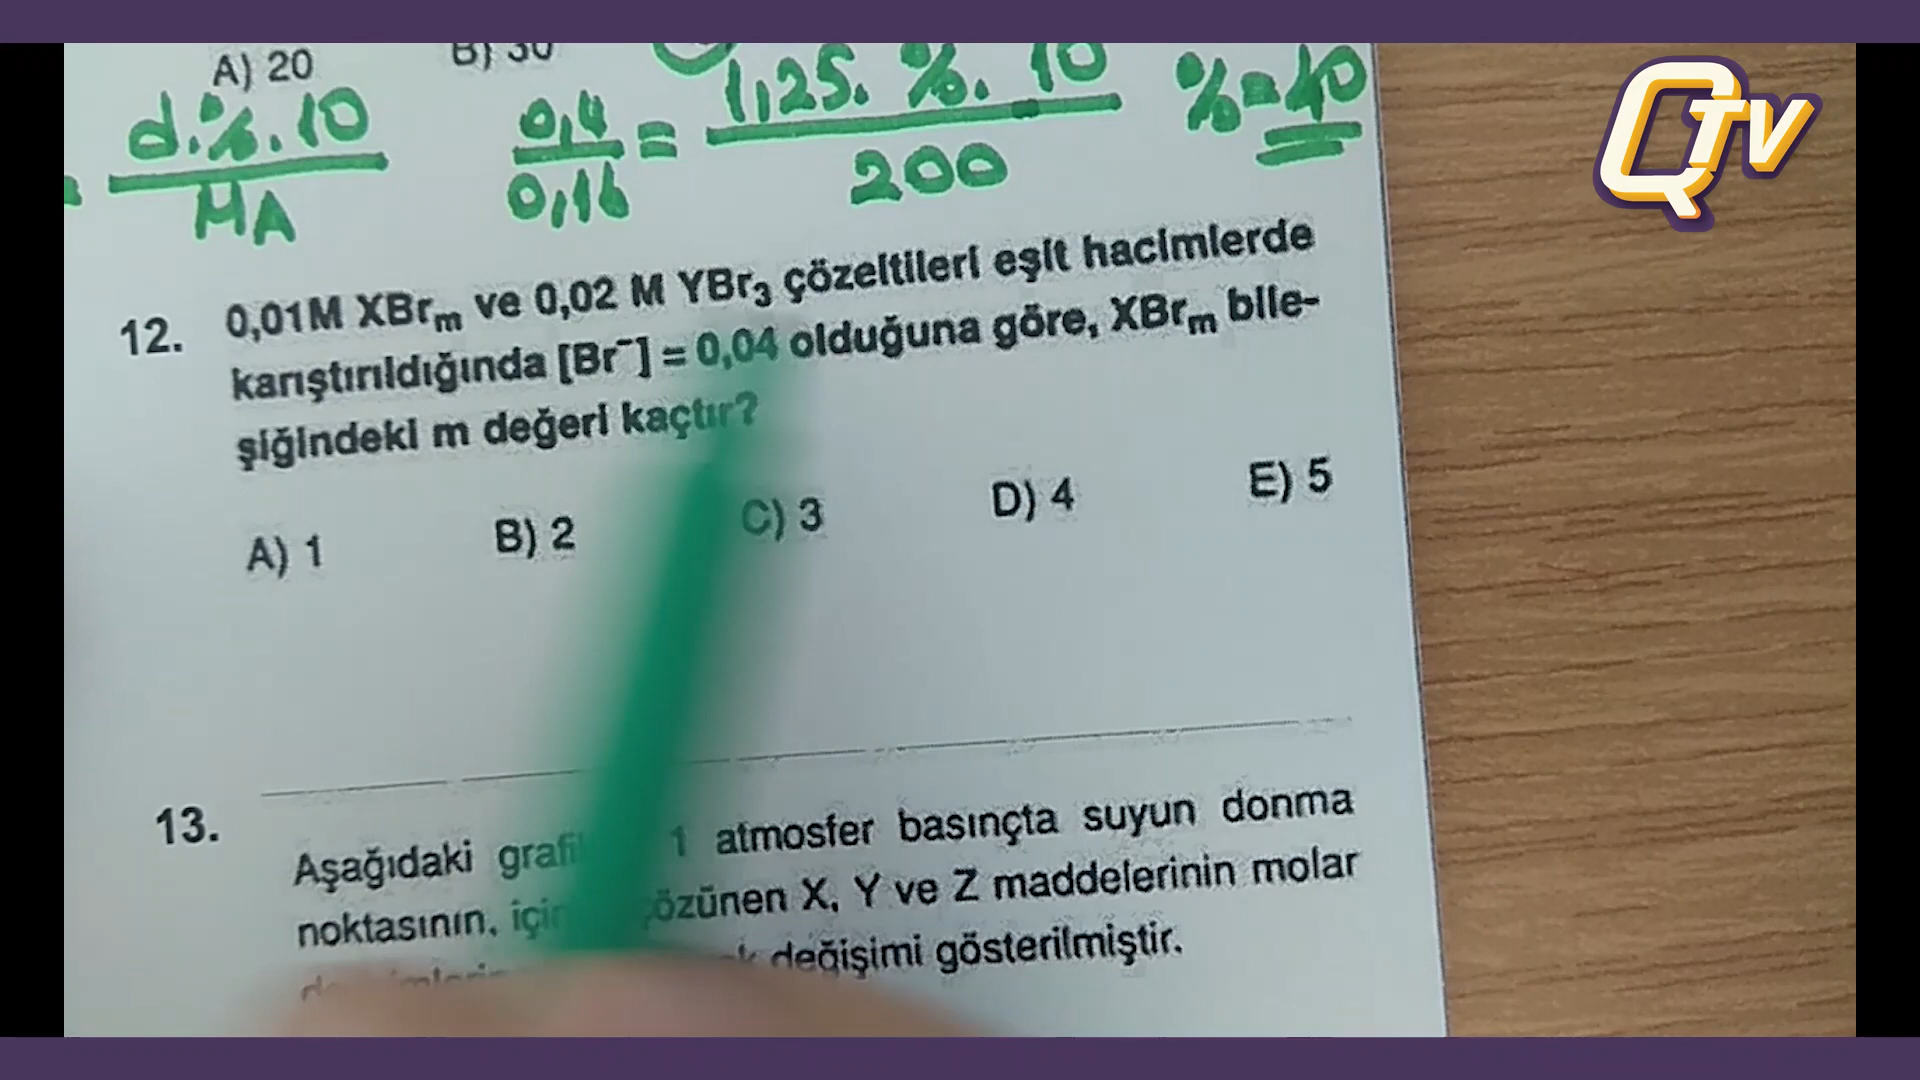 A) 20 B) 30
d.%.10 0,4 = 1,25. %. 10 %=40
MA 0,16 200
QTV
12. 0,01M XBrm ve 0,02 M YBr3 çözeltileri eşit hacimlerde
karıştırıldığında [Br⁻] = 0,04 olduğuna göre, XBrm bile-
şiğindeki m değeri kaçtır?
A) 1 B) 2 C) 3 D) 4 E) 5
13.
Aşağıdaki 1 atmosfer basınçta suyun donma
noktasının, X, Y ve Z maddelerinin molar
değişimi gösterilmiştir.